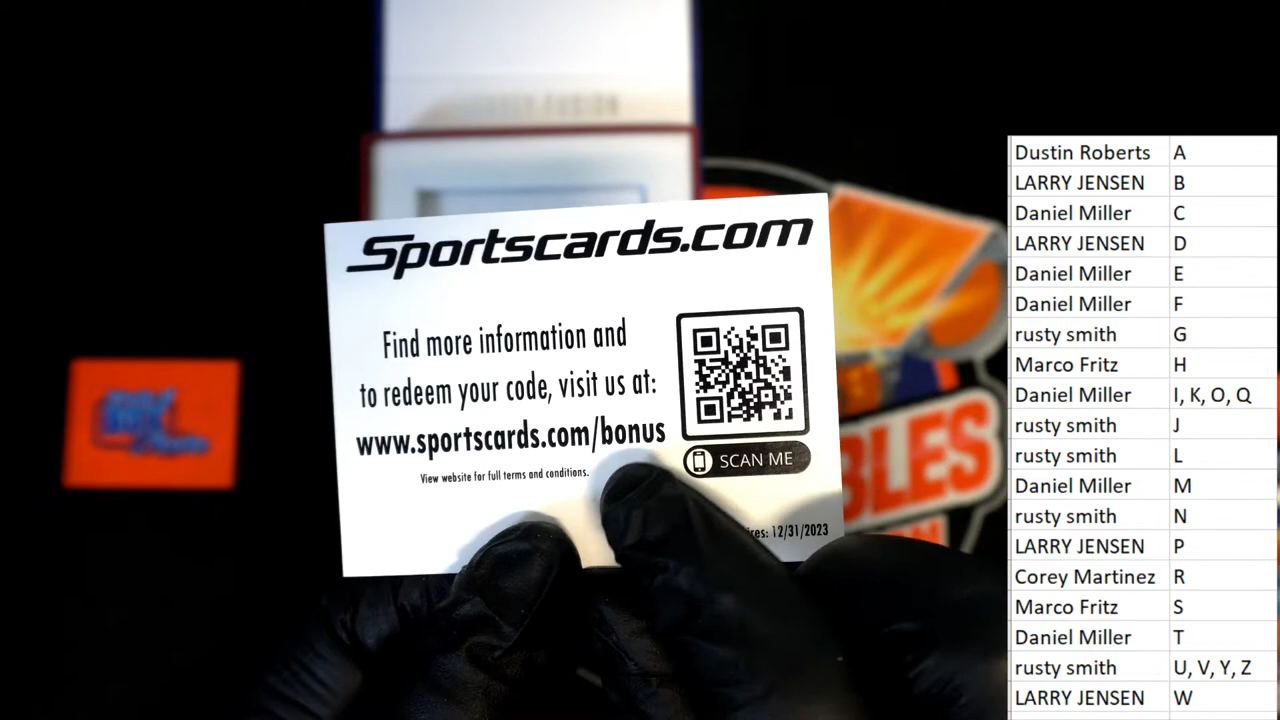 Sportscards.com
Find more information and
to redeem your code, visit us at:
www.sportscards.com/bonus
View website for full terms and conditions.
SCAN ME
res: 12/31/2023
BLES
Dustin Roberts A
LARRY JENSEN B
Daniel Miller C
LARRY JENSEN D
Daniel Miller E
Daniel Miller F
rusty smith G
Marco Fritz H
Daniel Miller I, K, O, Q
rusty smith J
rusty smith L
Daniel Miller M
rusty smith N
LARRY JENSEN P
Corey Martinez R
Marco Fritz S
Daniel Miller T
rusty smith U, V, Y, Z
LARRY JENSEN W